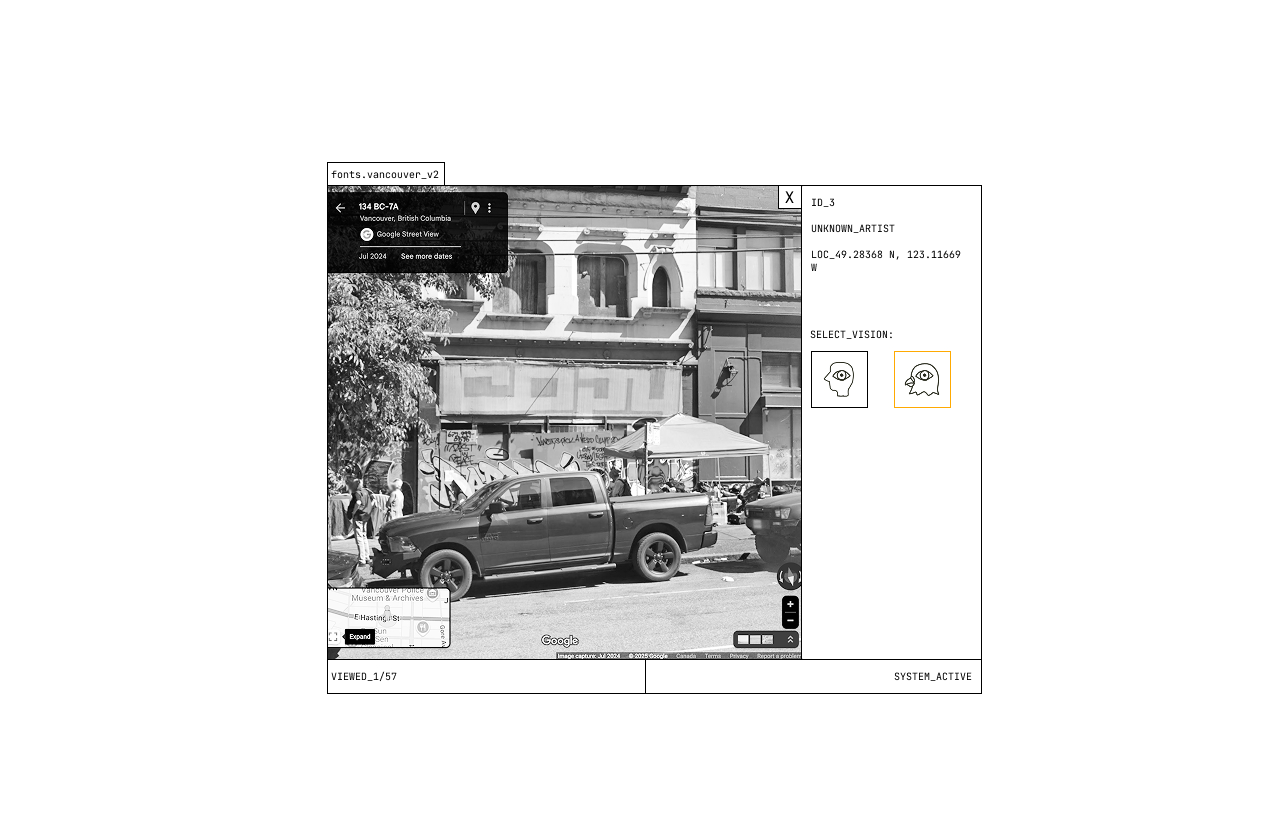 fonts.vancouver_v2
134 BC-7A
Vancouver, British Columbia
Google Street View
Jul 2024 See more dates
X
ID_3
UNKNOWN_ARTIST
LOC_49.28368 N, 123.11669
W
SELECT_VISION:
Vancouver Police
Museum & Archives
E Hastings St
Expand
Google
Image capture: Jul 2024 © 2025 Google Canada Terms Privacy Report a problem
VIEWED_1/57
SYSTEM_ACTIVE